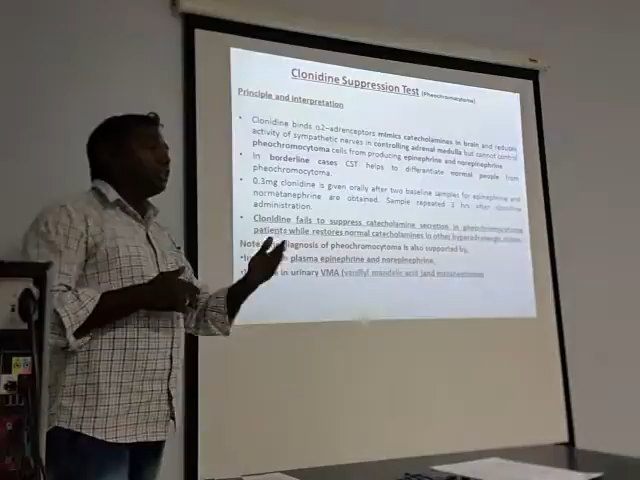 Clonidine Suppression Test (Pheochromocytoma)
Principle and interpretation
• Clonidine binds α2–adrenceptors mimics catecholamines in brain and reduces
activity of sympathetic nerves in controlling adrenal medulla but cannot control
pheochromocytoma cells from producing epinephrine and norepinephrine
• In borderline cases CST helps to differentiate normal people from
pheochromocytoma.
• 0.3mg clonidine is given orally after two baseline samples for epinephrine and
normetanephrine are obtained. Sample repeated 3 hrs after clonidine
administration.
• Clonidine fails to suppress catecholamine secretion in pheochromocytoma
patients while restores normal catecholamines in other hyperadrenergic
Note: diagnosis of pheochromocytoma is also supported by,
• plasma epinephrine and norepinephrine.
• in urinary VMA (vanillyl mandelic acid )and metanephrines